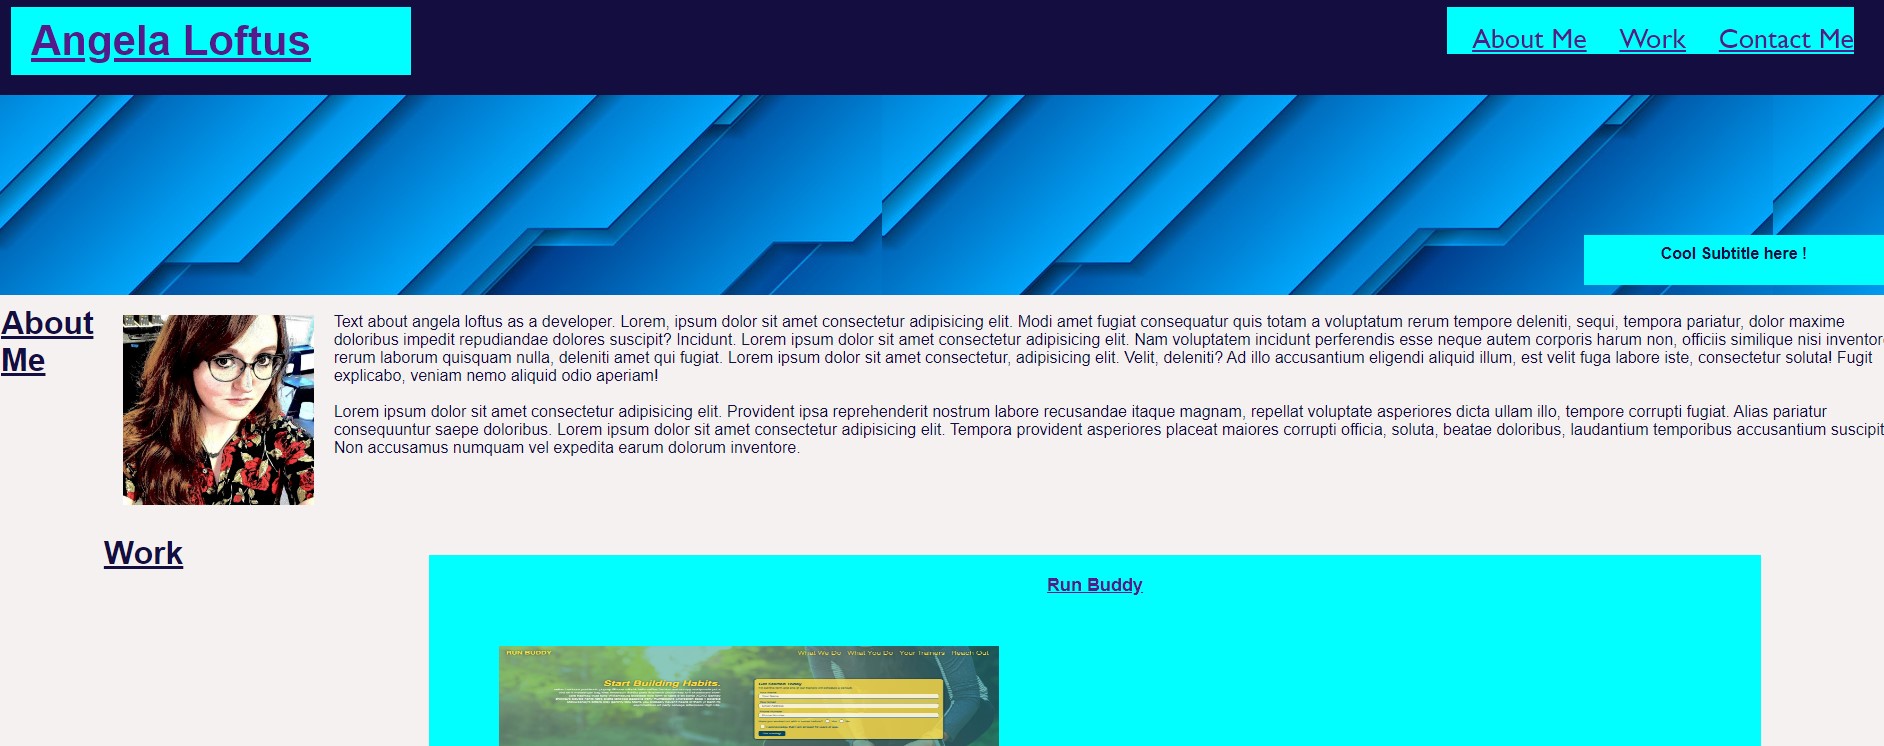 Angela Loftus
About Me Work Contact Me
Cool Subtitle here !
About
Me
Text about angela loftus as a developer. Lorem, ipsum dolor sit amet consectetur adipisicing elit. Modi amet fugiat consequatur quis totam a voluptatum rerum tempore deleniti, sequi, tempora pariatur, dolor maxime
doloribus impedit repudiandae dolores suscipit? Incidunt. Lorem ipsum dolor sit amet consectetur adipisicing elit. Nam voluptatem incidunt perferendis esse neque autem corporis harum non, officiis similique nisi inventore
rerum laborum quisquam nulla, deleniti amet qui fugiat. Lorem ipsum dolor sit amet consectetur, adipisicing elit. Velit, deleniti? Ad illo accusantium eligendi aliquid illum, est velit fuga labore iste, consectetur soluta! Fugit
explicabo, veniam nemo aliquid odio aperiam!
Lorem ipsum dolor sit amet consectetur adipisicing elit. Provident ipsa reprehenderit nostrum labore recusandae itaque magnam, repellat voluptate asperiores dicta ullam illo, tempore corrupti fugiat. Alias pariatur
consequuntur saepe doloribus. Lorem ipsum dolor sit amet consectetur adipisicing elit. Tempora provident asperiores placeat maiores corrupti officia, soluta, beatae doloribus, laudantium temporibus accusantium suscipit
Non accusamus numquam vel expedita earum dolorum inventore.
Work
Run Buddy
RUN BUDDY
What We Do What You Do Your Trainers Reach Out
Start Building Habits.